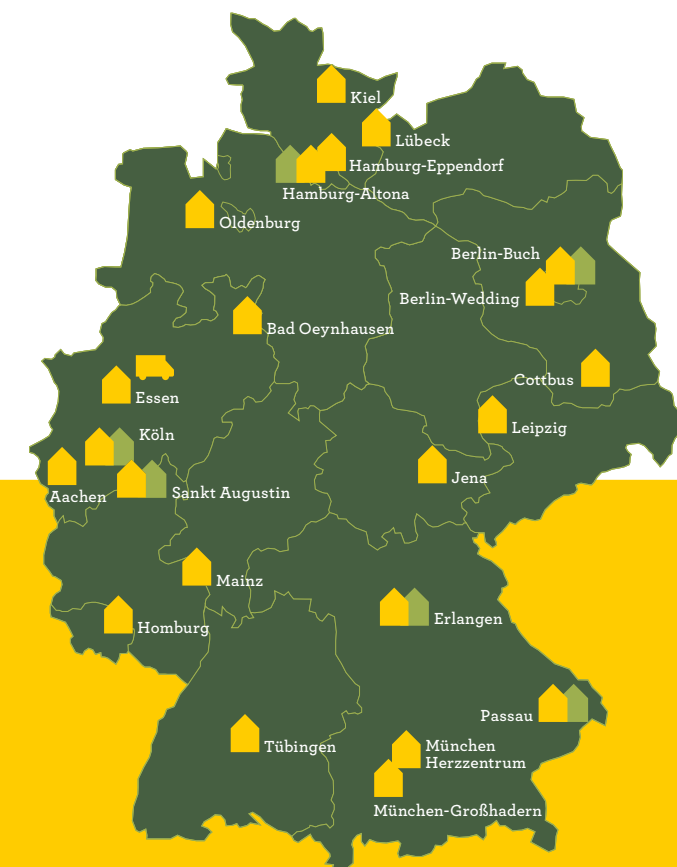 Kiel
Lübeck
Hamburg-Eppendorf
Hamburg-Altona
Oldenburg
Berlin-Buch
Berlin-Wedding
Bad Oeynhausen
Cottbus
Essen
Leipzig
Köln
Jena
Aachen
Sankt Augustin
Mainz
Erlangen
Homburg
Passau
Tübingen
München
Herzzentrum
München-Großhadern